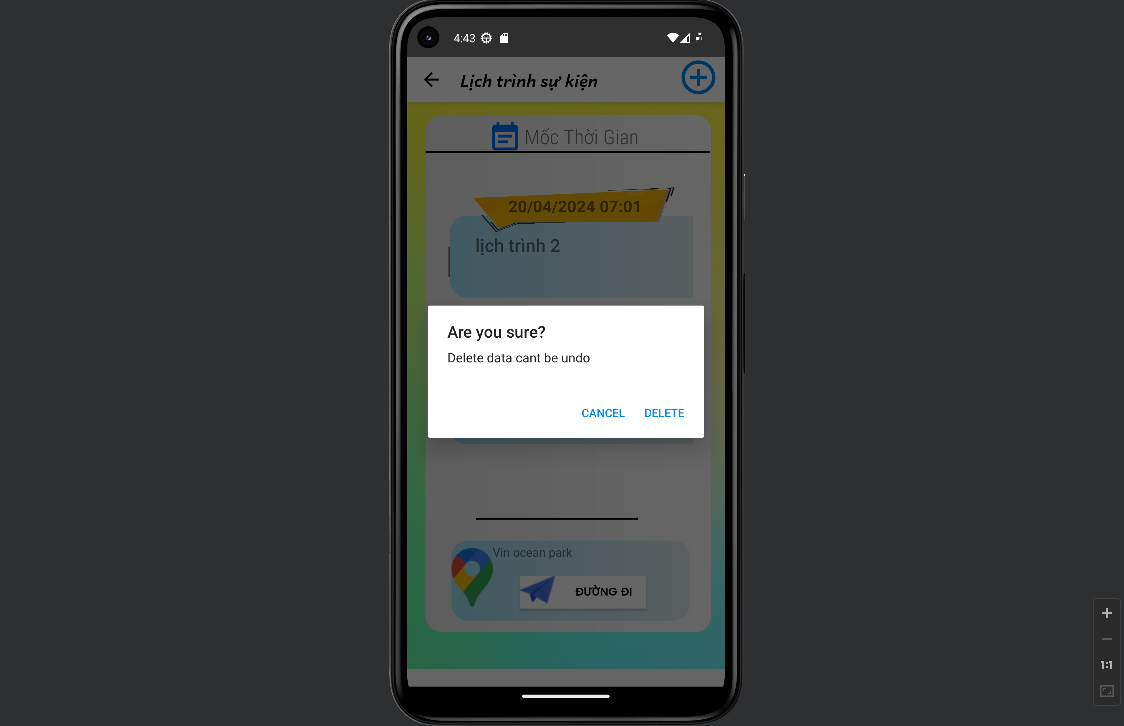 4:43
Lịch trình sự kiện
Mốc Thời Gian
20/04/2024 07:01
lịch trình 2
Are you sure?
Delete data cant be undo
CANCEL DELETE
Vin ocean park
ĐƯỜNG ĐI
1:1